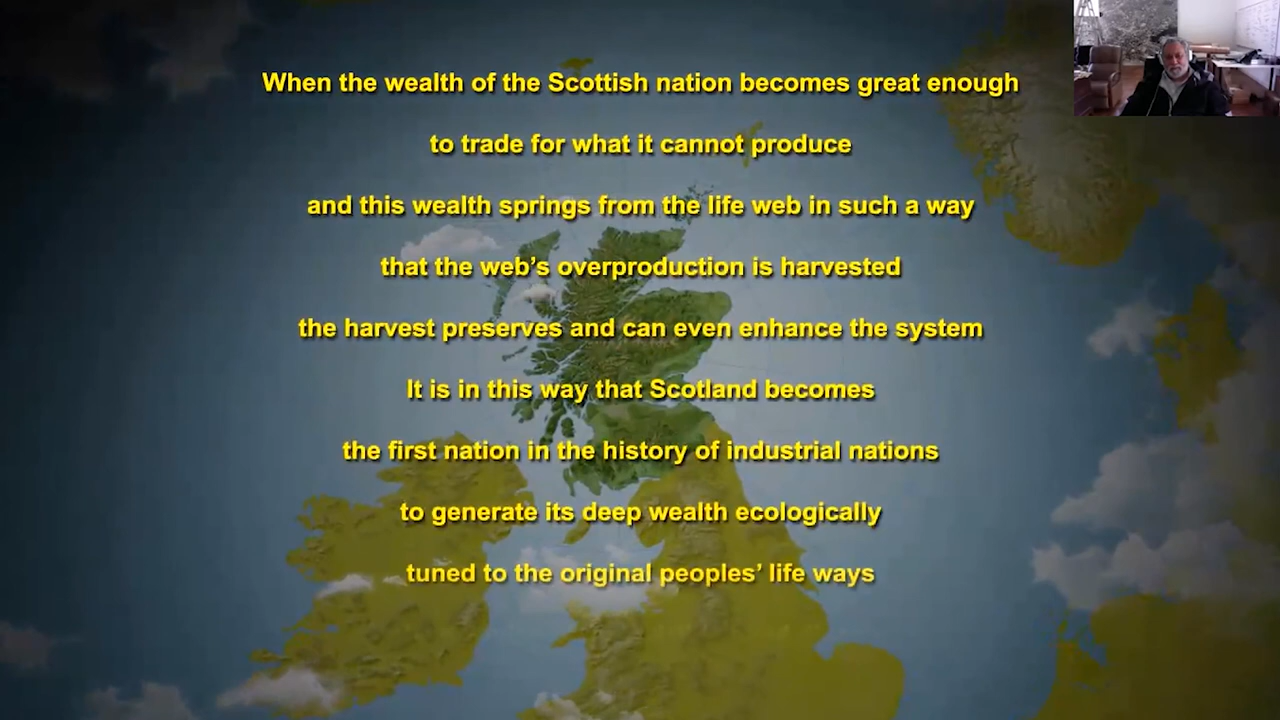 When the wealth of the Scottish nation becomes great enough
to trade for what it cannot produce
and this wealth springs from the life web in such a way
that the web’s overproduction is harvested
the harvest preserves and can even enhance the system
It is in this way that Scotland becomes
the first nation in the history of industrial nations
to generate its deep wealth ecologically
tuned to the original peoples’ life ways